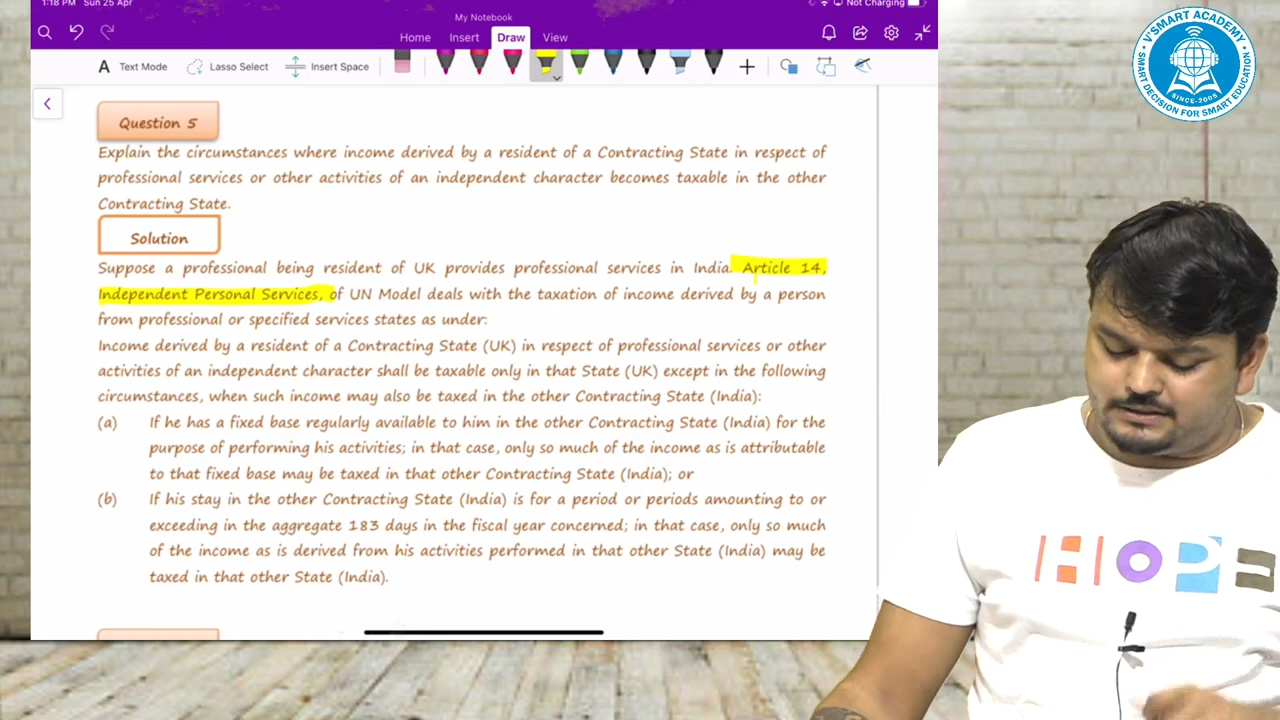 1:18 PM Sun 25 Apr
Not Charging
My Notebook
Home Insert Draw View
A Text Mode Lasso Select Insert Space
Question 5
Explain the circumstances where income derived by a resident of a Contracting State in respect of
professional services or other activities of an independent character becomes taxable in the other
Contracting State.
Solution
Suppose a professional being resident of UK provides professional services in India. Article 14,
Independent Personal Services, of UN Model deals with the taxation of income derived by a person
from professional or specified services states as under:
Income derived by a resident of a Contracting State (UK) in respect of professional services or other
activities of an independent character shall be taxable only in that State (UK) except in the following
circumstances, when such income may also be taxed in the other Contracting State (India):
(a) If he has a fixed base regularly available to him in the other Contracting State (India) for the
purpose of performing his activities; in that case, only so much of the income as is attributable
to that fixed base may be taxed in that other Contracting State (India); or
(b) If his stay in the other Contracting State (India) is for a period or periods amounting to or
exceeding in the aggregate 183 days in the fiscal year concerned; in that case, only so much
of the income as is derived from his activities performed in that other State (India) may be
taxed in that other State (India).
V'SMART ACADEMY
SINCE-2005
SMART DECISION FOR SMART EDUCATION
HOPE